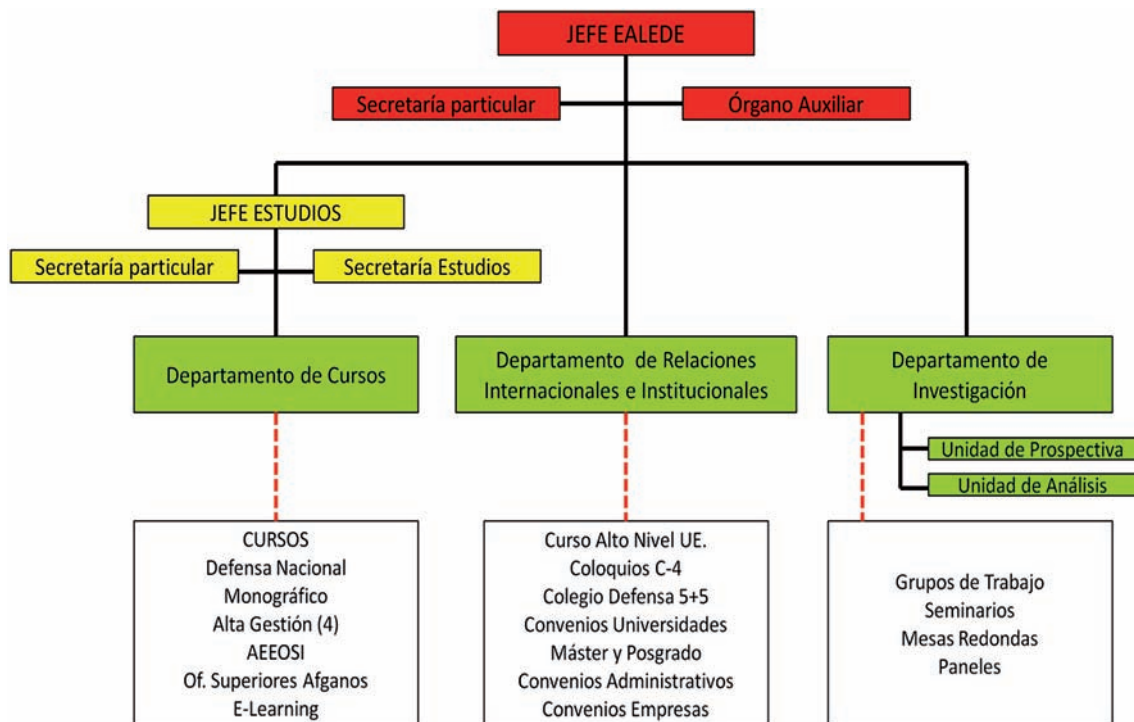 JEFE EALEDE
Secretaría particular
Órgano Auxiliar
JEFE ESTUDIOS
Secretaría particular
Secretaría Estudios
Departamento de Cursos
Departamento de Relaciones
Internacionales e Institucionales
Departamento de
Investigación
Unidad de Prospectiva
Unidad de Análisis
CURSOS
Defensa Nacional
Monográfico
Alta Gestión (4)
AEEOSI
Of. Superiores Afganos
E-Learning
Curso Alto Nivel UE.
Coloquios C-4
Colegio Defensa 5+5
Convenios Universidades
Máster y Posgrado
Convenios Administrativos
Convenios Empresas
Grupos de Trabajo
Seminarios
Mesas Redondas
Paneles